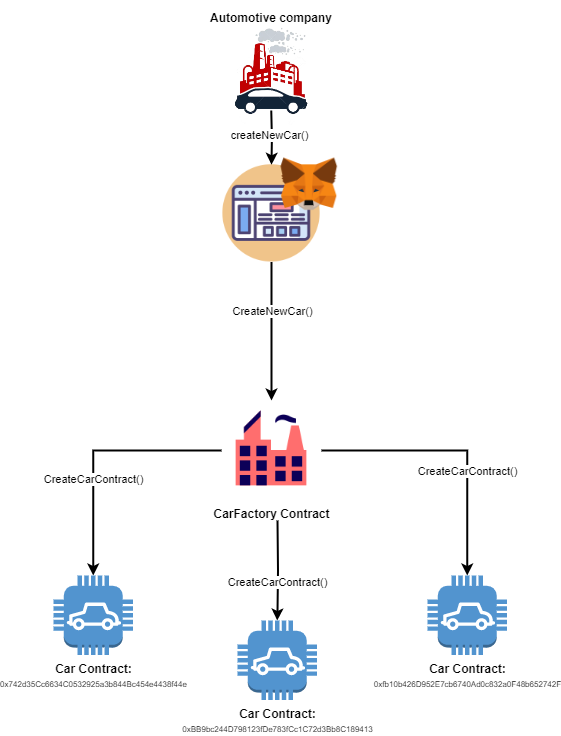 Automotive company
createNewCar()
CreateNewCar()
CreateCarContract()
CreateCarContract()
CarFactory Contract
CreateCarContract()
Car Contract:
0x742d35Cc6634C0532925a3b844Bc454e4438f44e
Car Contract:
0xfb10b426D952E7cb6740Ad0c832a0F48b652742F
Car Contract:
0xBB9bc244D798123fDe783fCc1C72d3Bb8C189413